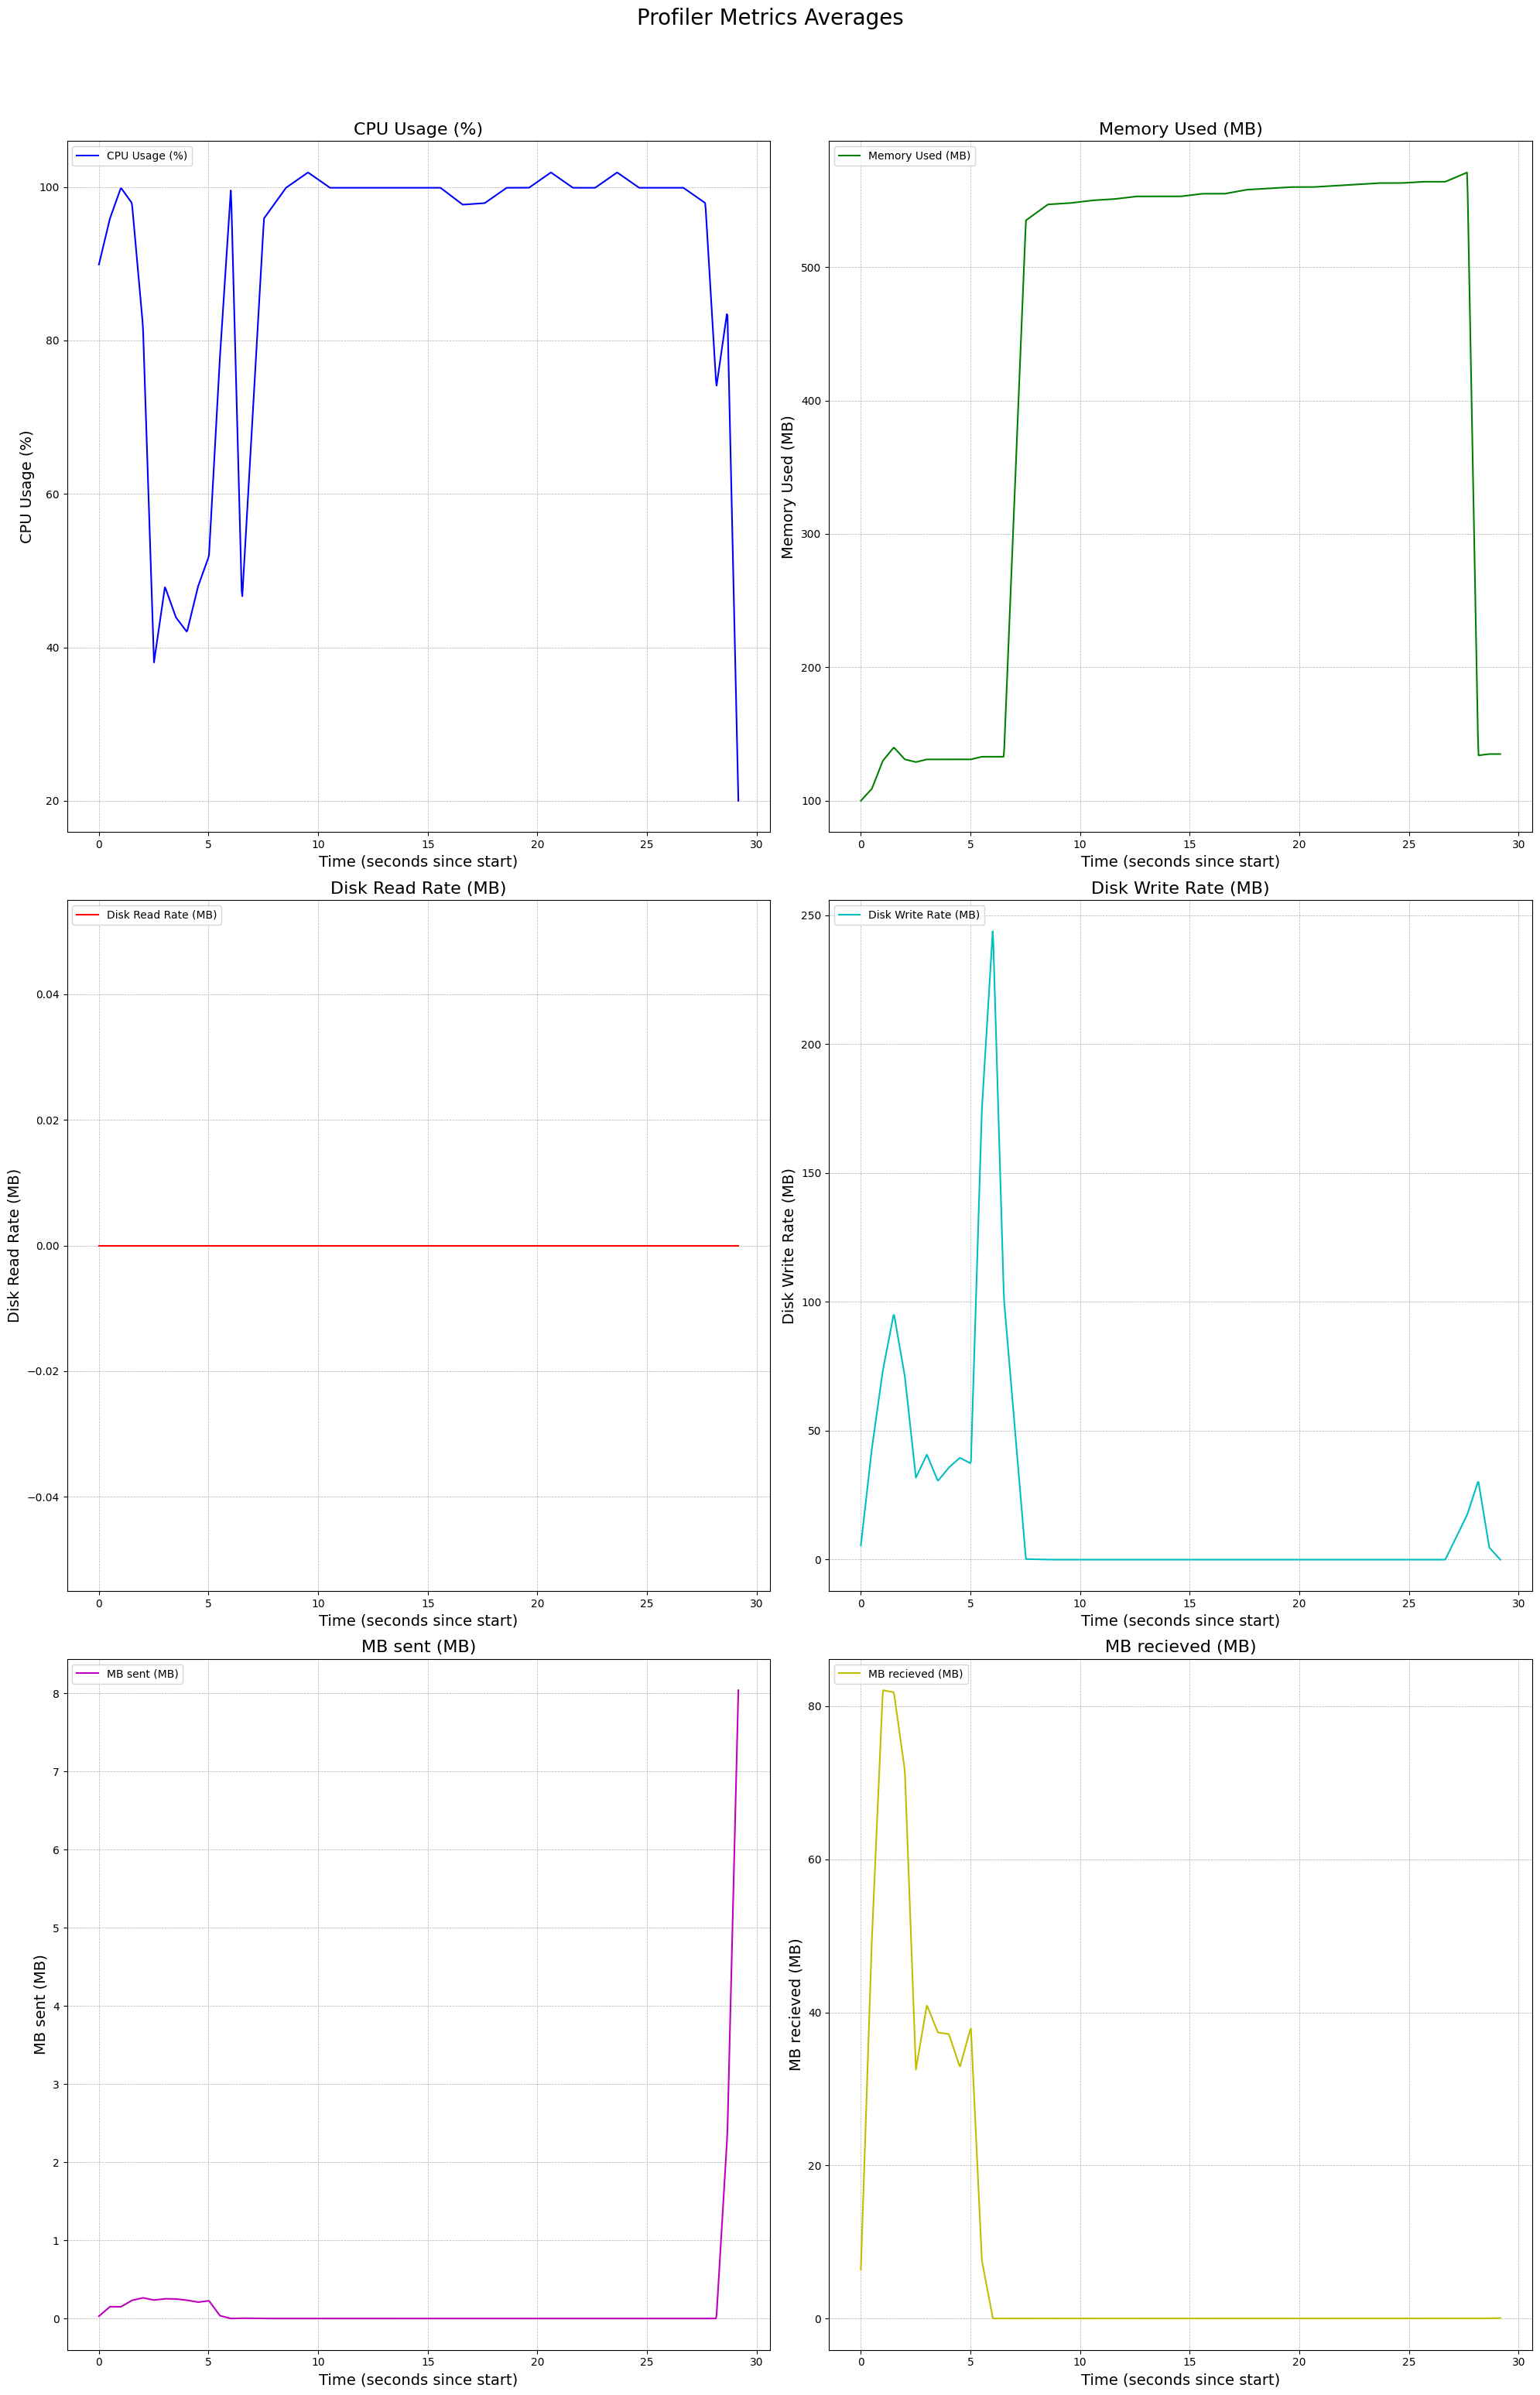 Profiler Metrics Averages
CPU Usage (%)
CPU Usage (%)
CPU Usage (%)
100
80
60
40
20
0 5 10 15 20 25 30
Time (seconds since start)
Memory Used (MB)
Memory Used (MB)
Memory Used (MB)
500
400
300
200
100
0 5 10 15 20 25 30
Time (seconds since start)
Disk Read Rate (MB)
Disk Read Rate (MB)
Disk Read Rate (MB)
0.04
0.02
0.00
−0.02
−0.04
0 5 10 15 20 25 30
Time (seconds since start)
Disk Write Rate (MB)
Disk Write Rate (MB)
Disk Write Rate (MB)
250
200
150
100
50
0
0 5 10 15 20 25 30
Time (seconds since start)
MB sent (MB)
MB sent (MB)
MB sent (MB)
8
7
6
5
4
3
2
1
0
0 5 10 15 20 25 30
Time (seconds since start)
MB recieved (MB)
MB recieved (MB)
MB recieved (MB)
80
60
40
20
0
0 5 10 15 20 25 30
Time (seconds since start)